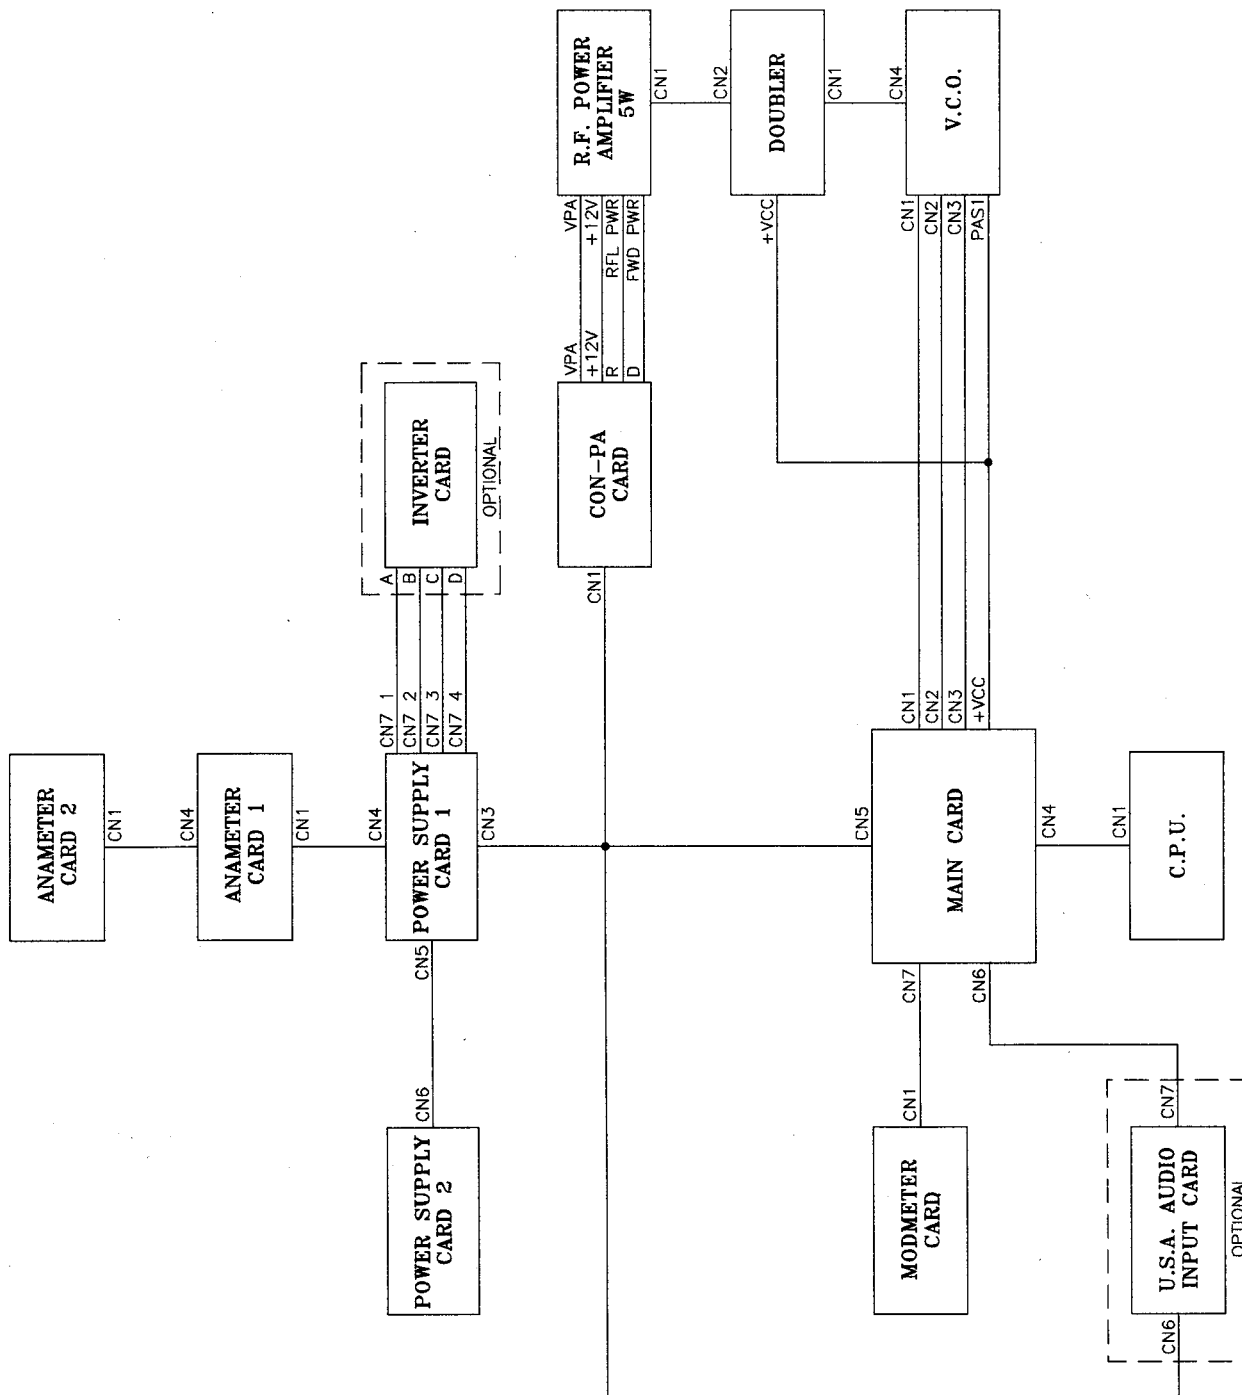 ANAMETER
CARD 2
CN1
CN4
ANAMETER
CARD 1
CN1
CN4
POWER SUPPLY
CARD 1
CN3
CN5
CN6
POWER SUPPLY
CARD 2
CN7 1
CN7 2
CN7 3
CN7 4
A
B
C
D
INVERTER
CARD
OPTIONAL
CN1
CON-PA
CARD
VPA
+12V
R
D
VPA
+12V
RFL PWR
FWD PWR
R.F. POWER
AMPLIFIER
5W
CN1
CN2
DOUBLER
+VCC
CN1
CN4
V.C.O.
CN1
CN2
CN3
PAS1
CN1
CN2
CN3
+VCC
CN5
MAIN CARD
CN4
CN1
C.P.U.
CN7
CN6
CN1
MODMETER
CARD
CN7
U.S.A. AUDIO
INPUT CARD
CN6
OPTIONAL